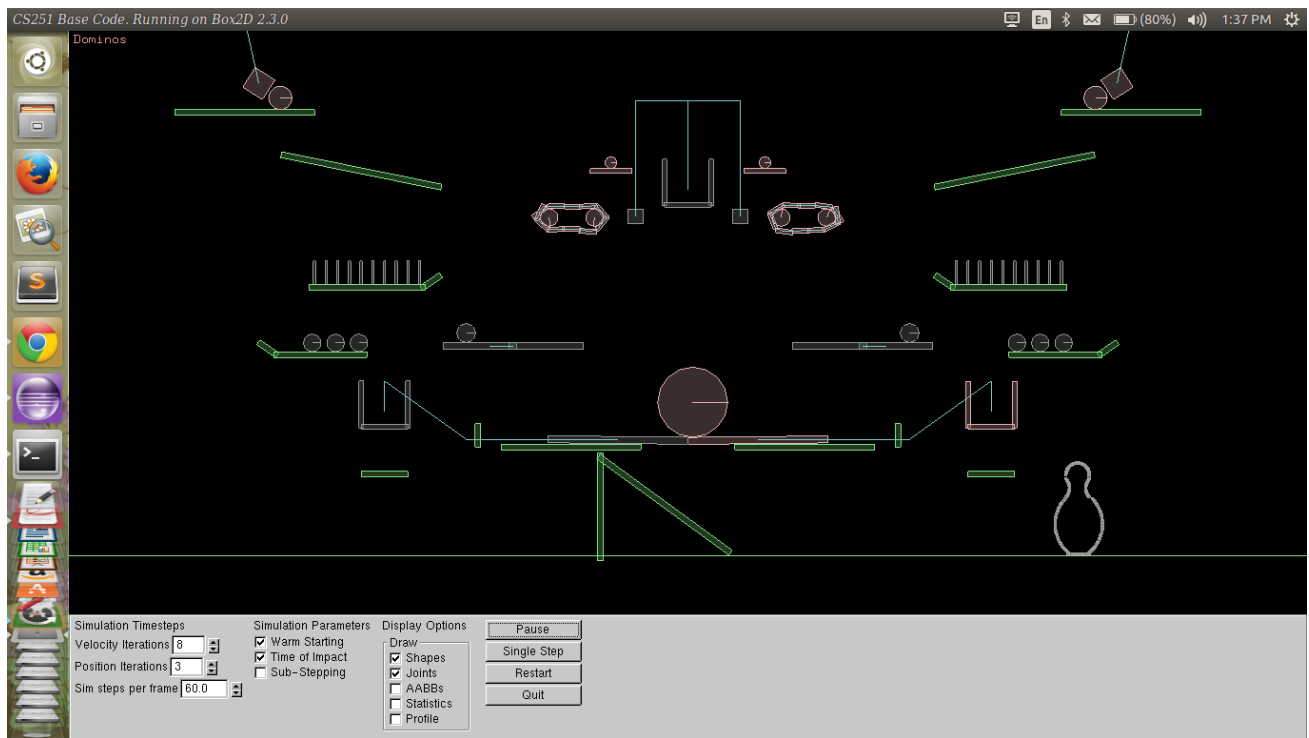 CS251 Base Code. Running on Box2D 2.3.0
En
(80%)
1:37 PM
Dominos
Simulation Timesteps
Velocity Iterations 8
Position Iterations 3
Sim steps per frame 60.0
Simulation Parameters
Warm Starting
Time of Impact
Sub-Stepping
Display Options
Draw
Shapes
Joints
AABBs
Statistics
Profile
Pause
Single Step
Restart
Quit